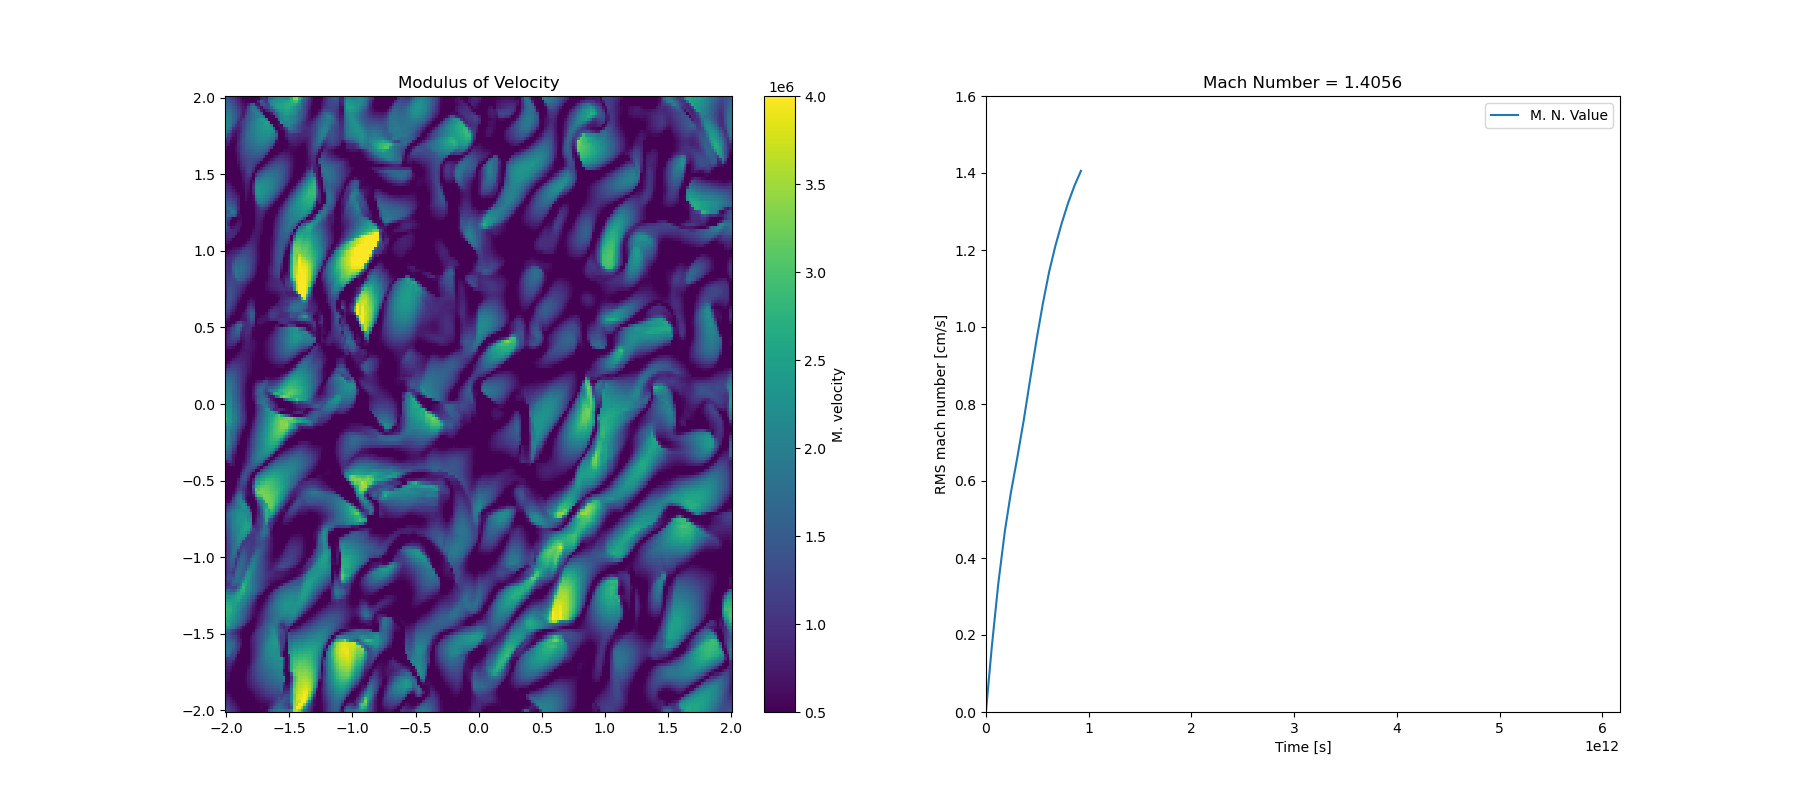 Modulus of Velocity
2.0
1.5
1.0
0.5
0.0
−0.5
−1.0
−1.5
−2.0
−2.0 −1.5 −1.0 −0.5 0.0 0.5 1.0 1.5 2.0
1e6
4.0
3.5
3.0
2.5
2.0
1.5
1.0
0.5
M. velocity
Mach Number = 1.4056
M. N. Value
1.6
1.4
1.2
1.0
0.8
0.6
0.4
0.2
0.0
RMS mach number [cm/s]
0 1 2 3 4 5 6
1e12
Time [s]